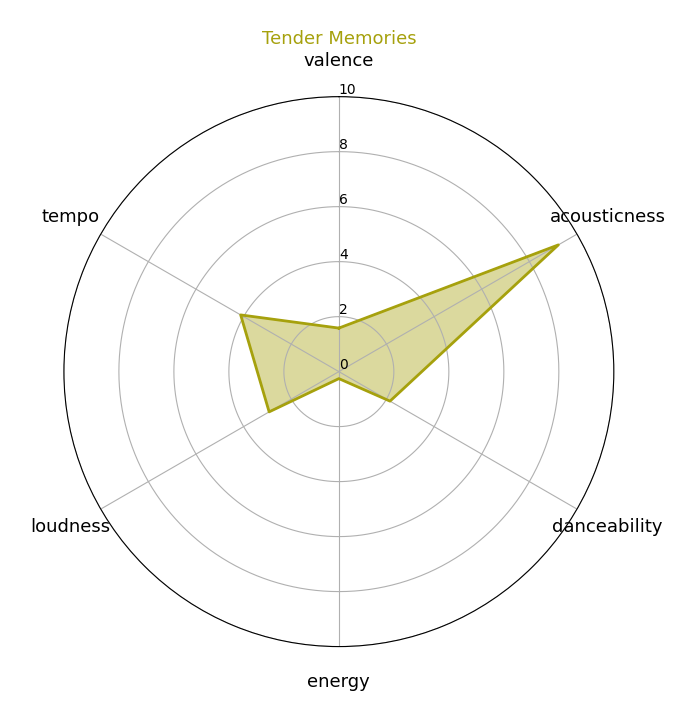 Tender Memories
valence
10
8
tempo
6
acousticness
4
2
0
loudness
danceability
energy